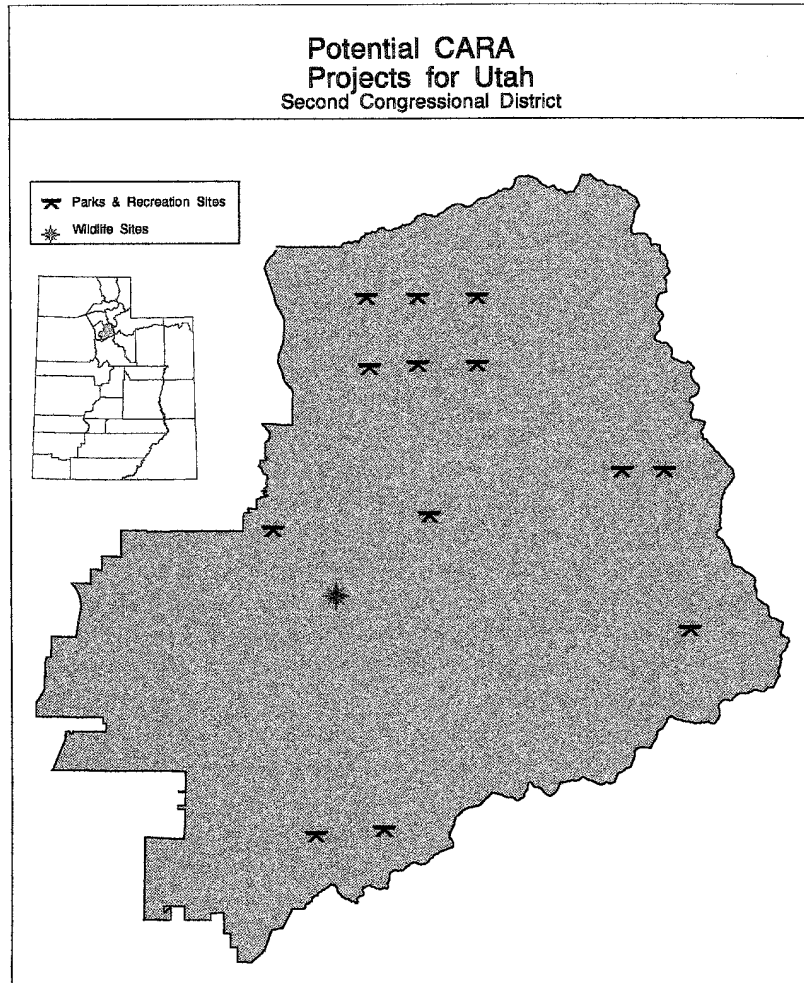 Potential CARA
Projects for Utah
Second Congressional District
Parks & Recreation Sites
Wildlife Sites